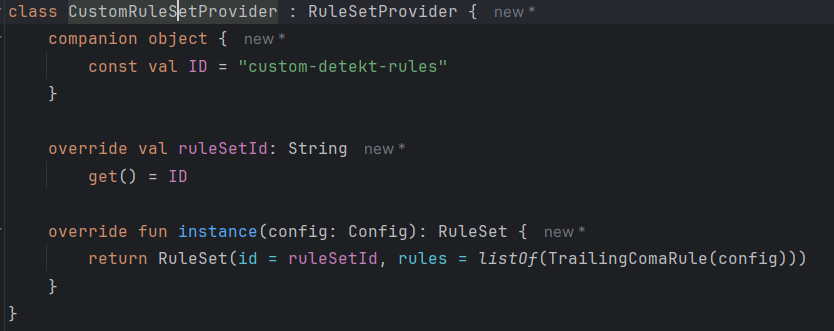 class CustomRuleSetProvider : RuleSetProvider {  new *
    companion object {  new *
        const val ID = "custom-detekt-rules"
    }

    override val ruleSetId: String  new *
        get() = ID

    override fun instance(config: Config): RuleSet {  new *
        return RuleSet(id = ruleSetId, rules = listOf(TrailingComaRule(config)))
    }
}